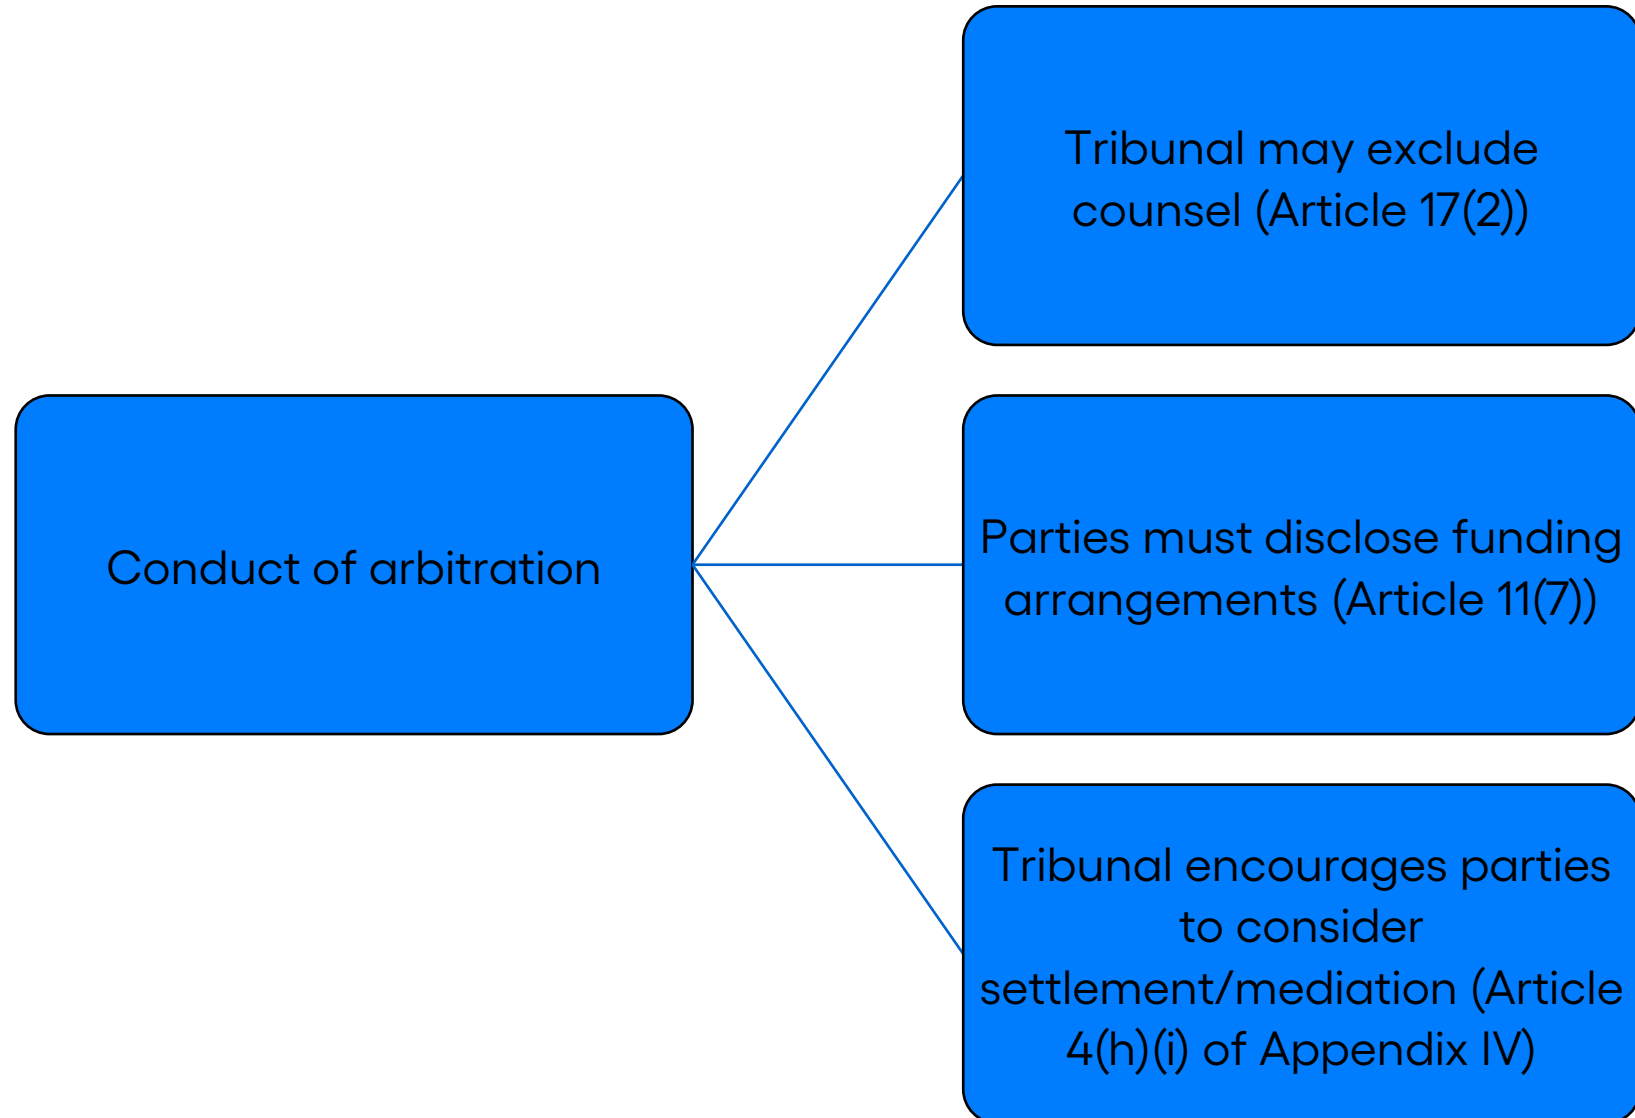 Conduct of arbitration
Tribunal may exclude
counsel (Article 17(2))
Parties must disclose funding
arrangements (Article 11(7))
Tribunal encourages parties
to consider
settlement/mediation (Article
4(h)(i) of Appendix IV)